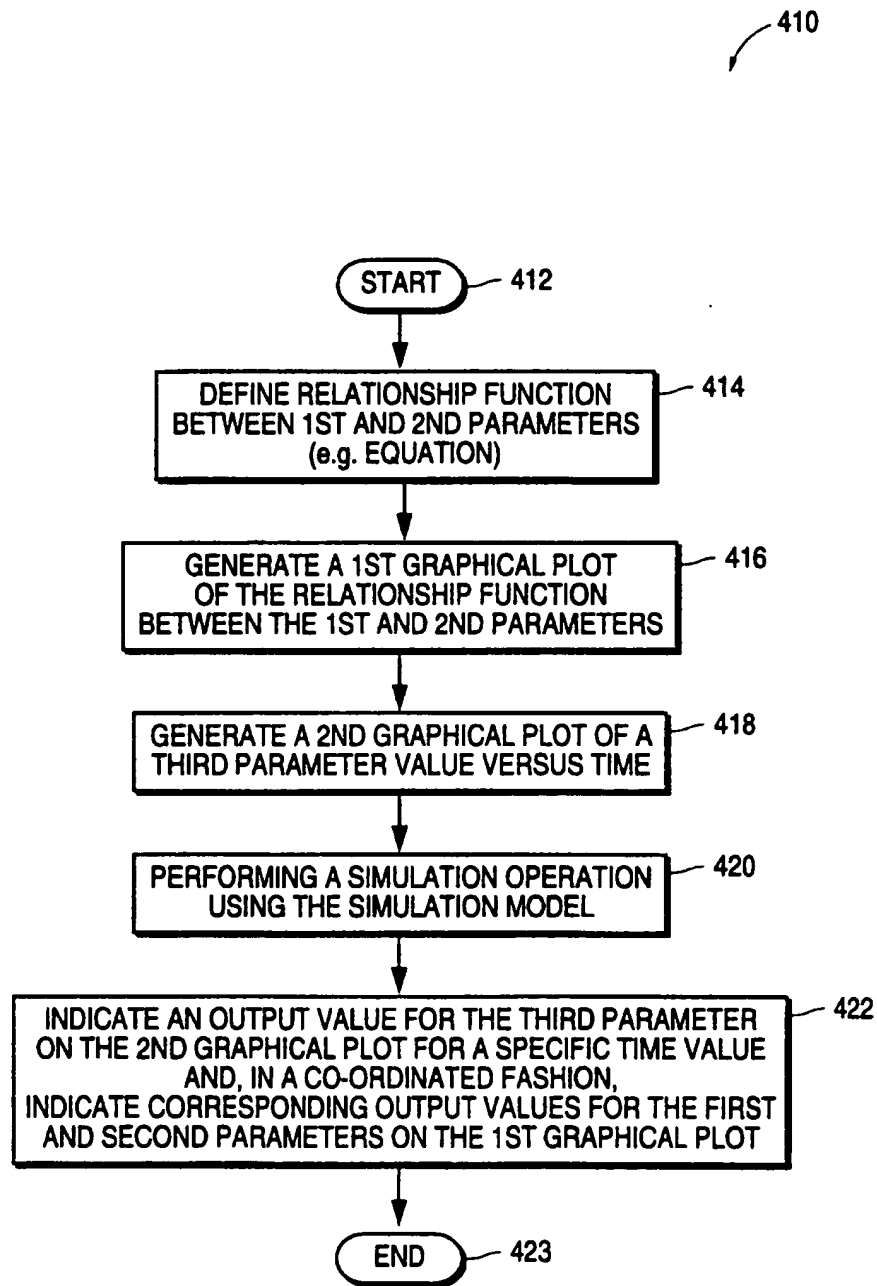 410
START
412
DEFINE RELATIONSHIP FUNCTION
BETWEEN 1ST AND 2ND PARAMETERS
(e.g. EQUATION)
414
GENERATE A 1ST GRAPHICAL PLOT
OF THE RELATIONSHIP FUNCTION
BETWEEN THE 1ST AND 2ND PARAMETERS
416
GENERATE A 2ND GRAPHICAL PLOT OF A
THIRD PARAMETER VALUE VERSUS TIME
418
PERFORMING A SIMULATION OPERATION
USING THE SIMULATION MODEL
420
INDICATE AN OUTPUT VALUE FOR THE THIRD PARAMETER
ON THE 2ND GRAPHICAL PLOT FOR A SPECIFIC TIME VALUE
AND, IN A CO-ORDINATED FASHION,
INDICATE CORRESPONDING OUTPUT VALUES FOR THE FIRST
AND SECOND PARAMETERS ON THE 1ST GRAPHICAL PLOT
422
END
423